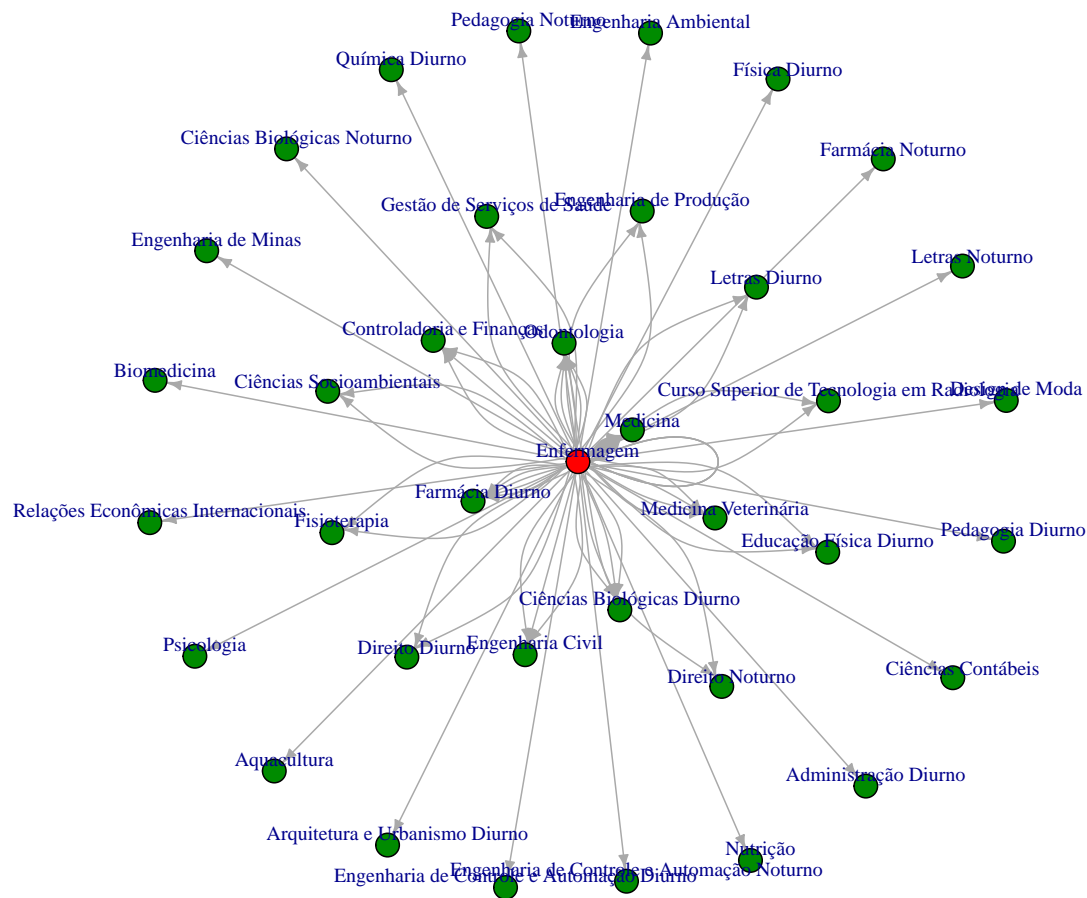 Pedagogia Noturno
Engenharia Ambiental
Química Diurno
Física Diurno
Ciências Biológicas Noturno
Farmácia Noturno
Gestão de Serviços de Saúde
Engenharia de Produção
Engenharia de Minas
Letras Noturno
Letras Diurno
Controladoria e Finanças
Odontologia
Biomedicina
Ciências Socioambientais
Curso Superior de Tecnologia em Radiologia
Design de Moda
Medicina
Enfermagem
Farmácia Diurno
Relações Econômicas Internacionais
Fisioterapia
Medicina Veterinária
Educação Física Diurno
Pedagogia Diurno
Ciências Biológicas Diurno
Psicologia
Direito Diurno
Engenharia Civil
Direito Noturno
Ciências Contábeis
Aquacultura
Administração Diurno
Arquitetura e Urbanismo Diurno
Nutrição
Engenharia de Controle e Automação Noturno
Engenharia de Controle e Automação Diurno